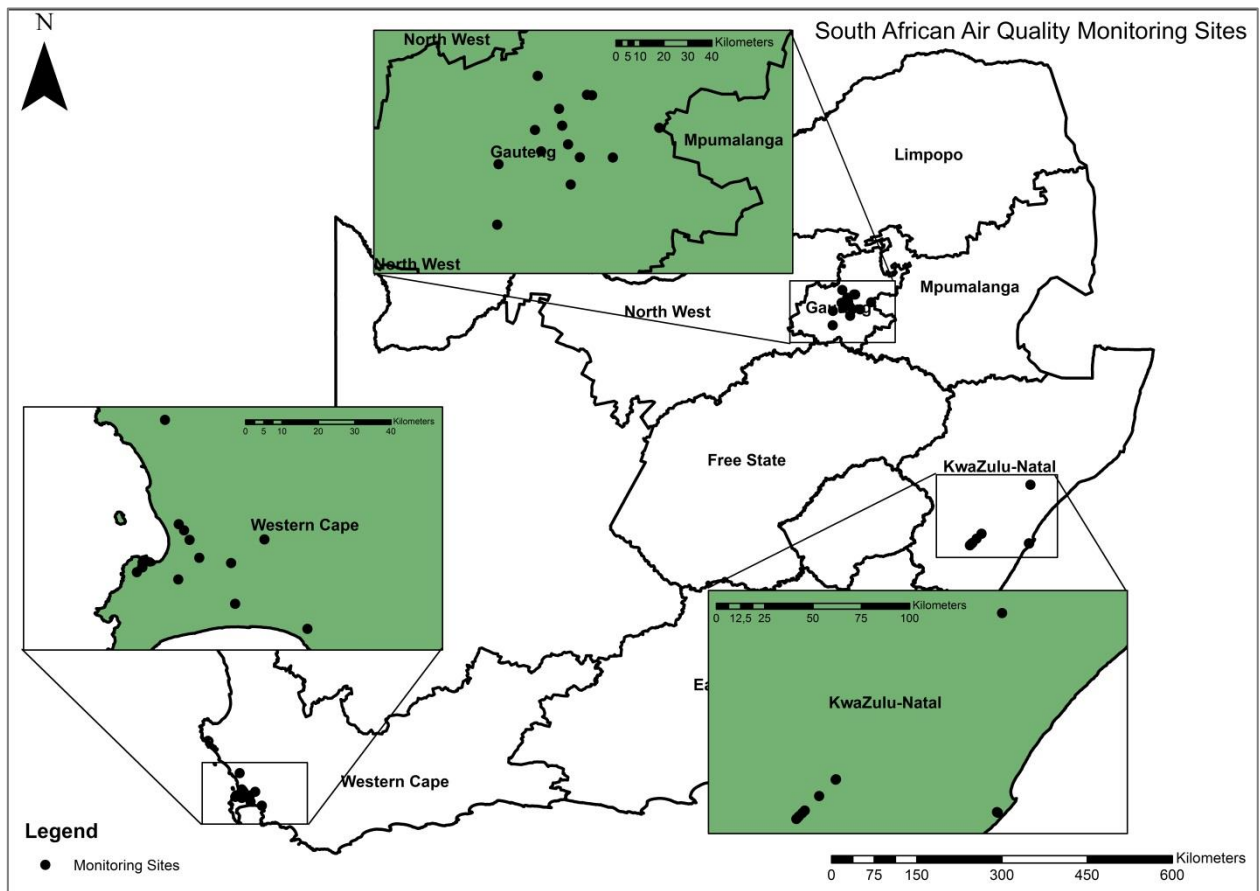 N
South African Air Quality Monitoring Sites
North West
Kilometers
0 5 10 20 30 40
Mpumalanga
Gauteng
North West
Limpopo
Mpumalanga
North West
Gauteng
Kilometers
0 5 10 20 30 40
Western Cape
Free State
KwaZulu-Natal
Kilometers
0 12,5 25 50 75 100
Ea
KwaZulu-Natal
Western Cape
Legend
Monitoring Sites
Kilometers
0 75 150 300 450 600